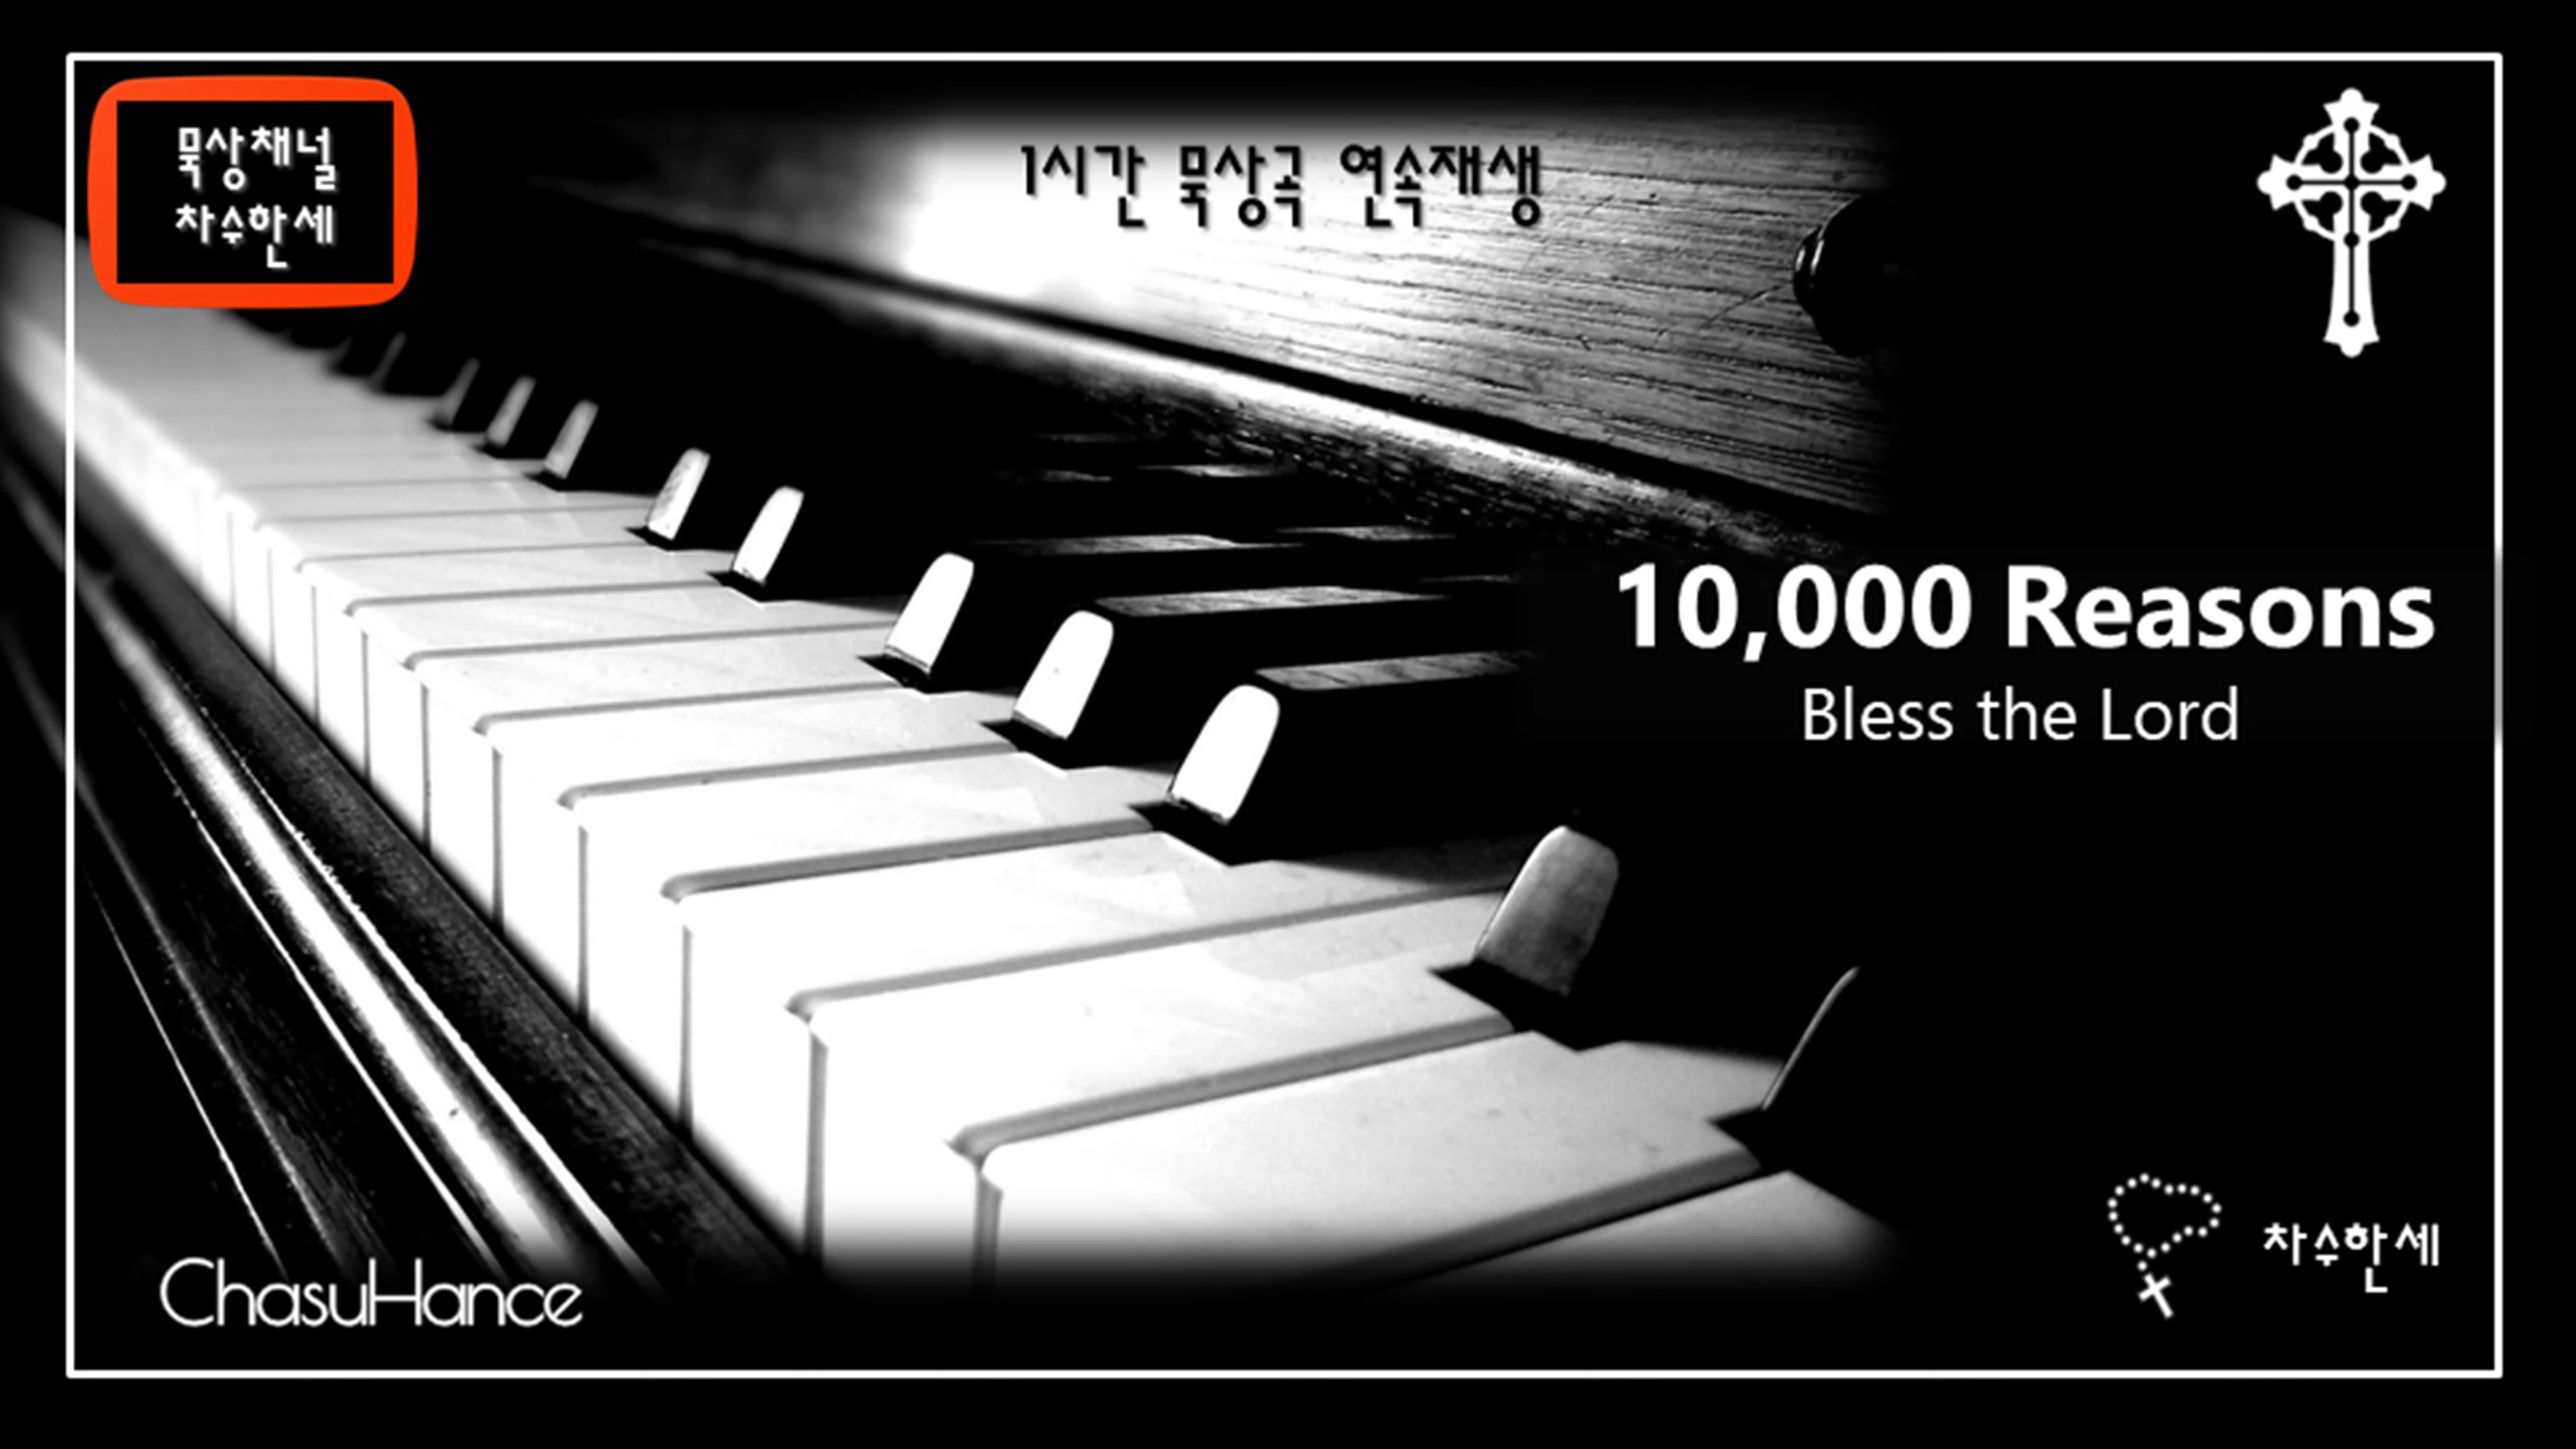 묵상채널
차수한세
1시간 묵상곡 연속재생
10,000 Reasons
Bless the Lord
ChasuHance
차수한세